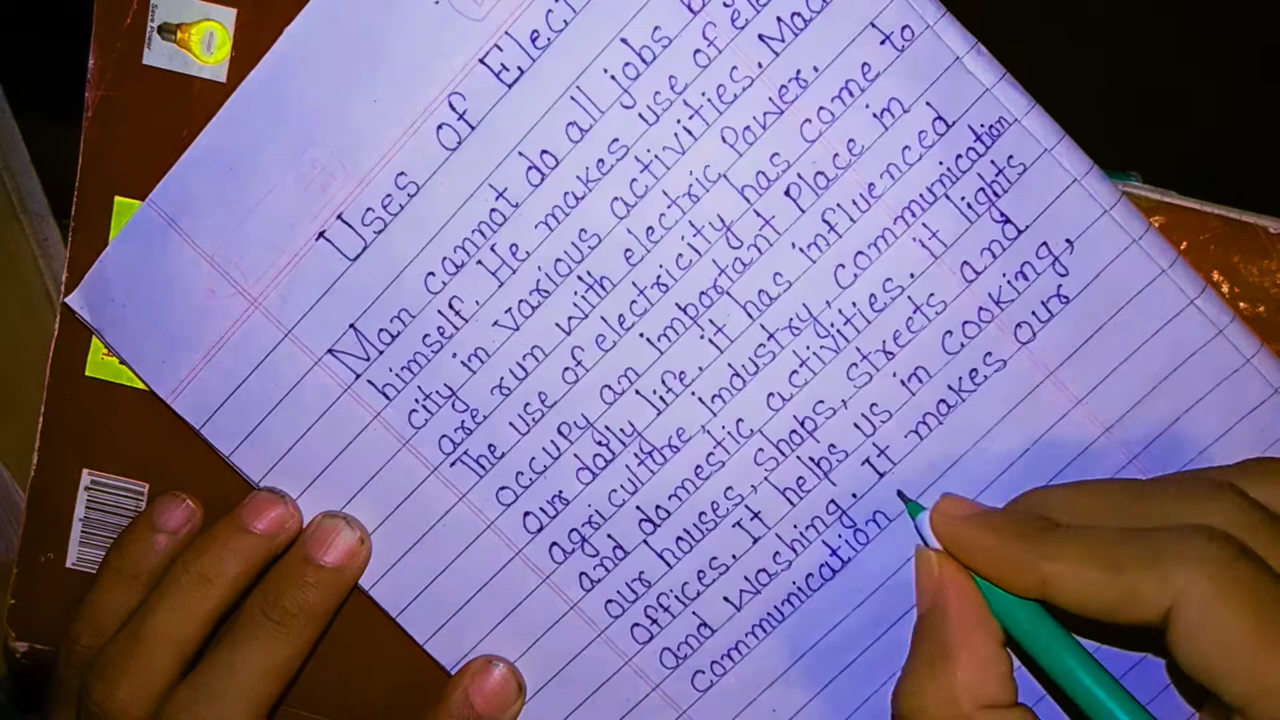 Save Power
Uses of Elect
Man cannot do all jobs b
himself. He makes use of ele
city in various activities. Mac
are run with electric Power.
The use of electricity has come to
occupy an important Place in
our daily life. it has influenced
agriculture, industry, communication
and domestic activities. it lights
our houses, shops, streets and
offices. It helps us in cooking,
and washing. It makes our
communication